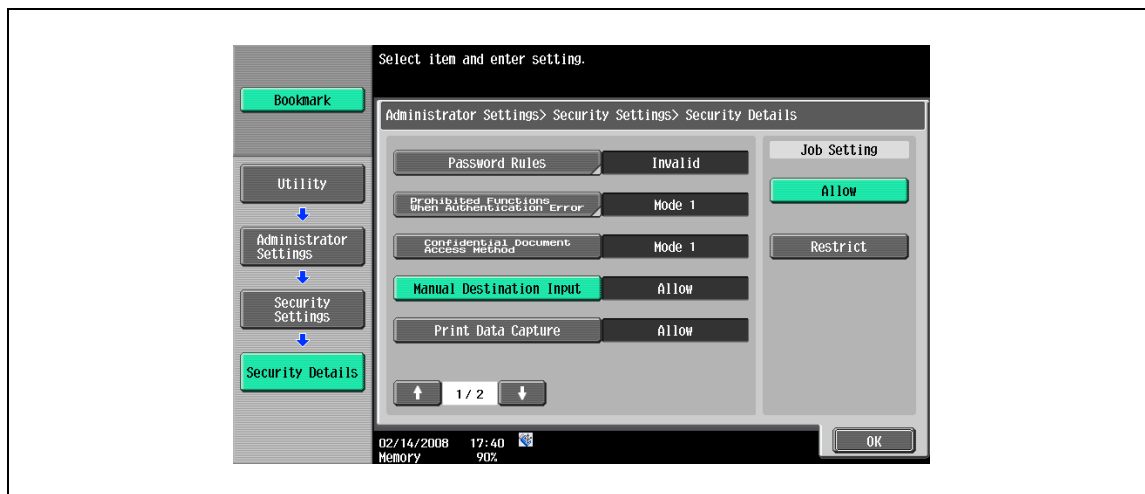 Select item and enter setting.
Bookmark
Administrator Settings> Security Settings> Security Details
Utility
Administrator
Settings
Security
Settings
Security Details
Password Rules
Invalid
Prohibited Functions
When Authentication Error
Mode 1
Confidential Document
Access Method
Mode 1
Manual Destination Input
Allow
Print Data Capture
Allow
1/ 2
Job Setting
Allow
Restrict
02/14/2008 17:40
Memory 90%
OK